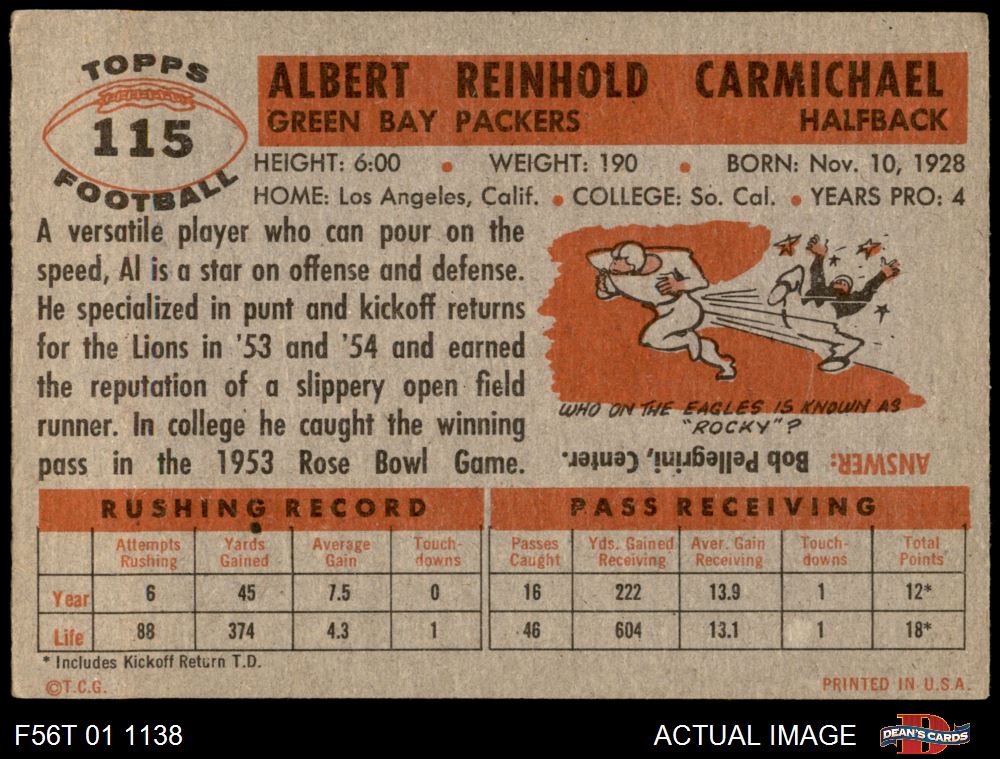 TOPPS
115
FOOTBALL
ALBERT REINHOLD CARMICHAEL
GREEN BAY PACKERS HALFBACK
HEIGHT: 6:00 • WEIGHT: 190 • BORN: Nov. 10, 1928
HOME: Los Angeles, Calif. • COLLEGE: So. Cal. • YEARS PRO: 4
A versatile player who can pour on the
speed, Al is a star on offense and defense.
He specialized in punt and kickoff returns
for the Lions in '53 and '54 and earned
the reputation of a slippery open field
runner. In college he caught the winning
pass in the 1953 Rose Bowl Game.
WHO ON THE EAGLES IS KNOWN AS
"ROCKY"?
ANSWER: Bob Pellegrini, Center.
RUSHING RECORD PASS RECEIVING
Attempts Yards Average Touch- Passes Yds. Gained Aver. Gain Touch- Total
Rushing Gained Gain downs Caught Receiving Receiving downs Points
Year 6 45 7.5 0 16 222 13.9 1 12*
Life 88 374 4.3 1 46 604 13.1 1 18*
* Includes Kickoff Return T.D.
©T.C.G. PRINTED IN U.S.A.
F56T 01 1138 ACTUAL IMAGE DEAN'S CARDS